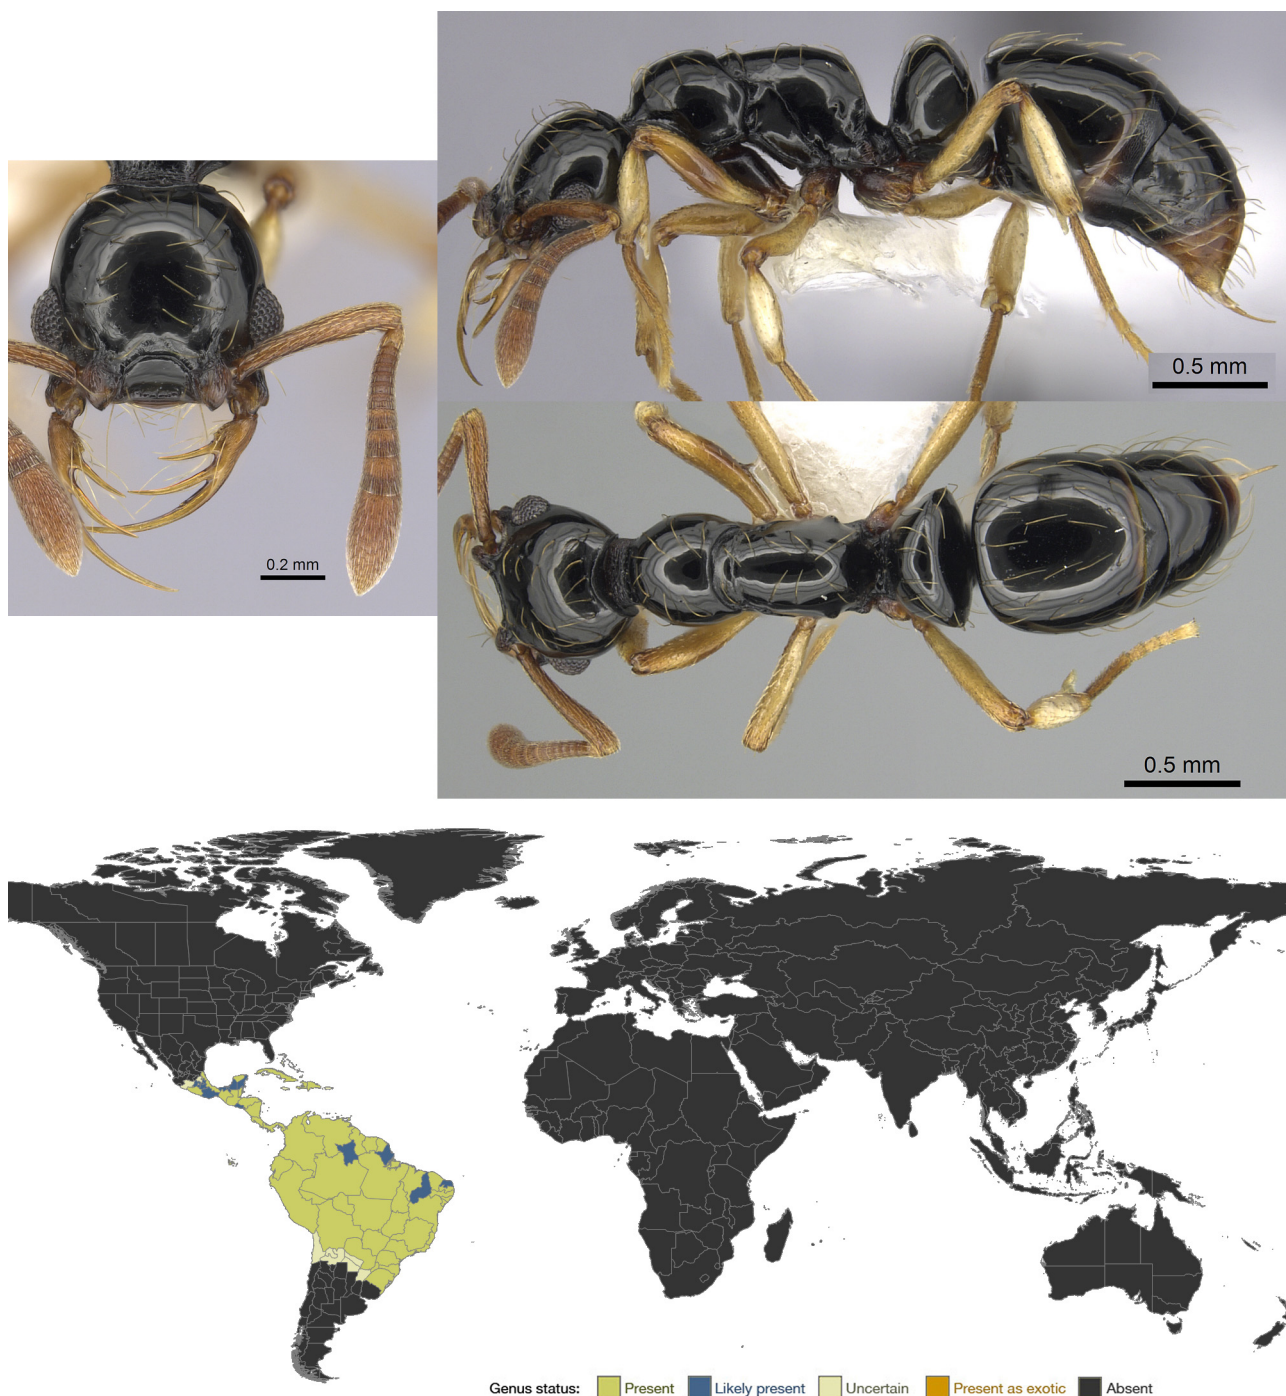 0.5 mm
0.2 mm
0.5 mm
Genus status: Present Likely present Uncertain Present as exotic Absent